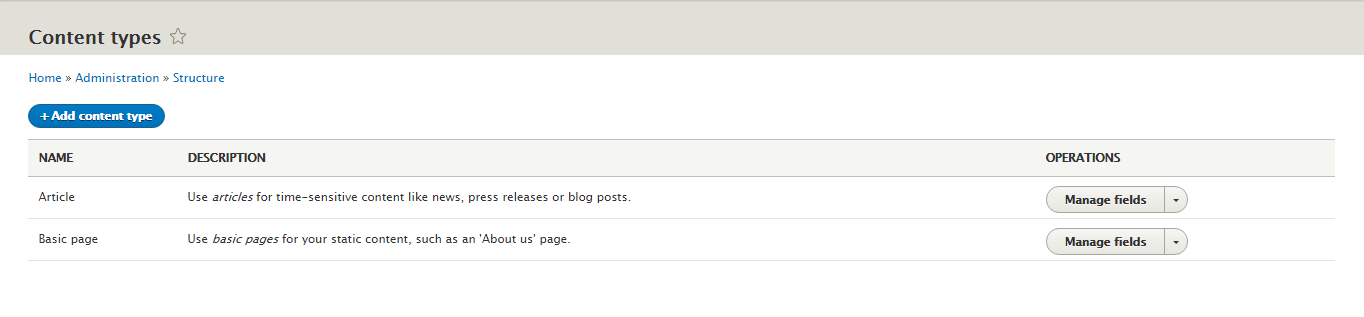 Content types
Home » Administration » Structure
+ Add content type
NAME DESCRIPTION OPERATIONS
Article Use articles for time-sensitive content like news, press releases or blog posts. Manage fields
Basic page Use basic pages for your static content, such as an 'About us' page. Manage fields